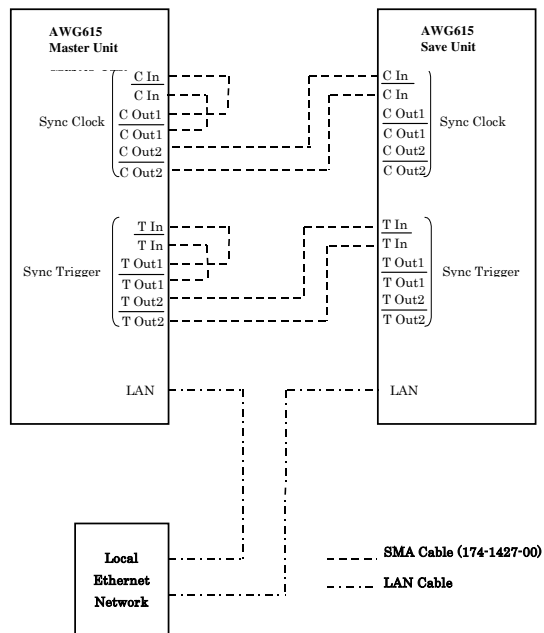 AWG615
Master Unit
C In
C In
C Out1
Sync Clock
C Out1
C Out2
C Out2
T In
T In
T Out1
Sync Trigger
T Out1
T Out2
T Out2
LAN
AWG615
Save Unit
C In
C In
C Out1
Sync Clock
C Out1
C Out2
C Out2
T In
T In
T Out1
Sync Trigger
T Out1
T Out2
T Out2
LAN
Local
Ethernet
Network
SMA Cable (174-1427-00)
LAN Cable